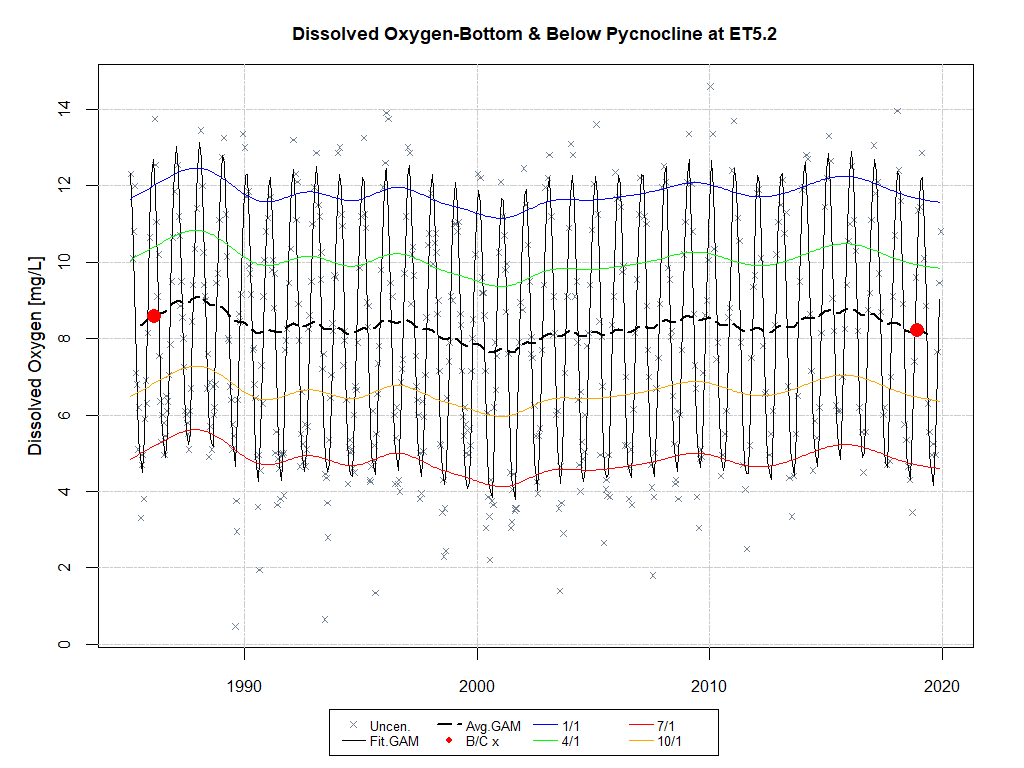 Dissolved Oxygen-Bottom & Below Pycnocline at ET5.2
Dissolved Oxygen [mg/L]
14
12
10
8
6
4
2
0
1990 2000 2010 2020
Uncen. Avg.GAM 1/1 7/1
Fit.GAM B/C x 4/1 10/1